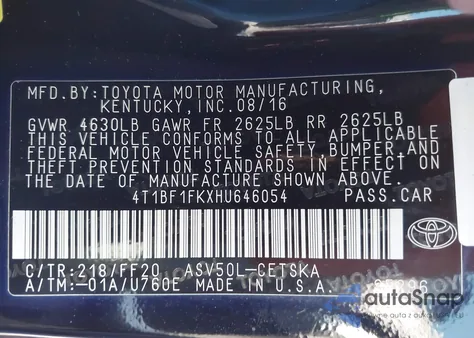 MFD.BY:TOYOTA MOTOR MANUFACTURING,
KENTUCKY,INC.08/16
GVWR 4630LB GAWR FR 2625LB RR 2625LB
THIS VEHICLE CONFORMS TO ALL APPLICABLE
FEDERAL MOTOR VEHICLE SAFETY, BUMPER AND
THEFT PREVENTION STANDARDS IN EFFECT ON
THE DATE OF MANUFACTURE SHOWN ABOVE.
4T1BF1FKXHU646054 PASS.CAR
C/TR:218/FF20 ASV50L-CETSKA
A/TM:-01A/U760E MADE IN U.S.A.
autoSnap